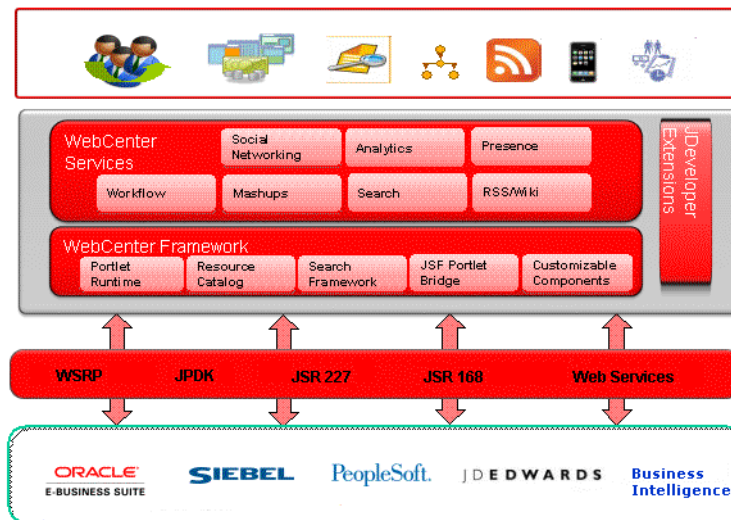 WebCenter
Services
Social
Networking
Analytics
Presence
Workflow
Mashups
Search
RSS/Wiki
JDeveloper
Extensions
WebCenter Framework
Portlet
Runtime
Resource
Catalog
Search
Framework
JSF Portlet
Bridge
Customizable
Components
WSRP JPDK JSR 227 JSR 168 Web Services
ORACLE
E-BUSINESS SUITE
SIEBEL
PeopleSoft.
JDEDWARDS
Business
Intelligence